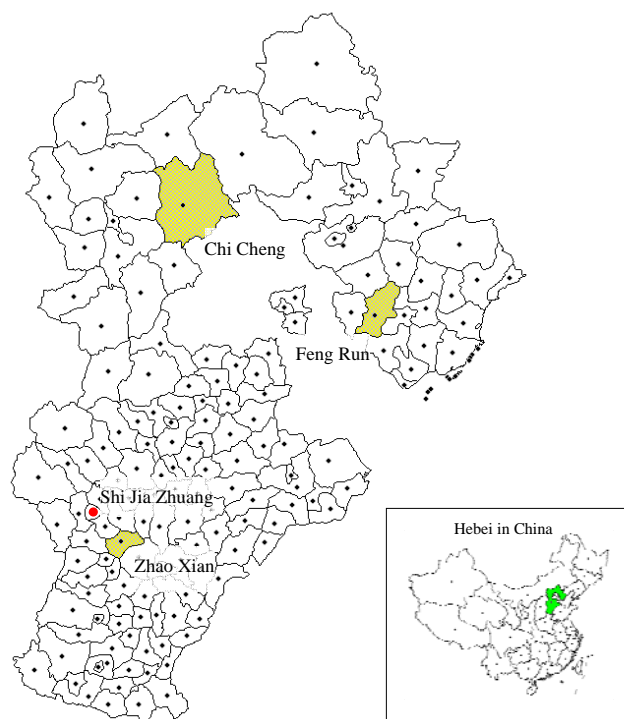 Chi Cheng
Feng Run
Shi Jia Zhuang
Zhao Xian
Hebei in China